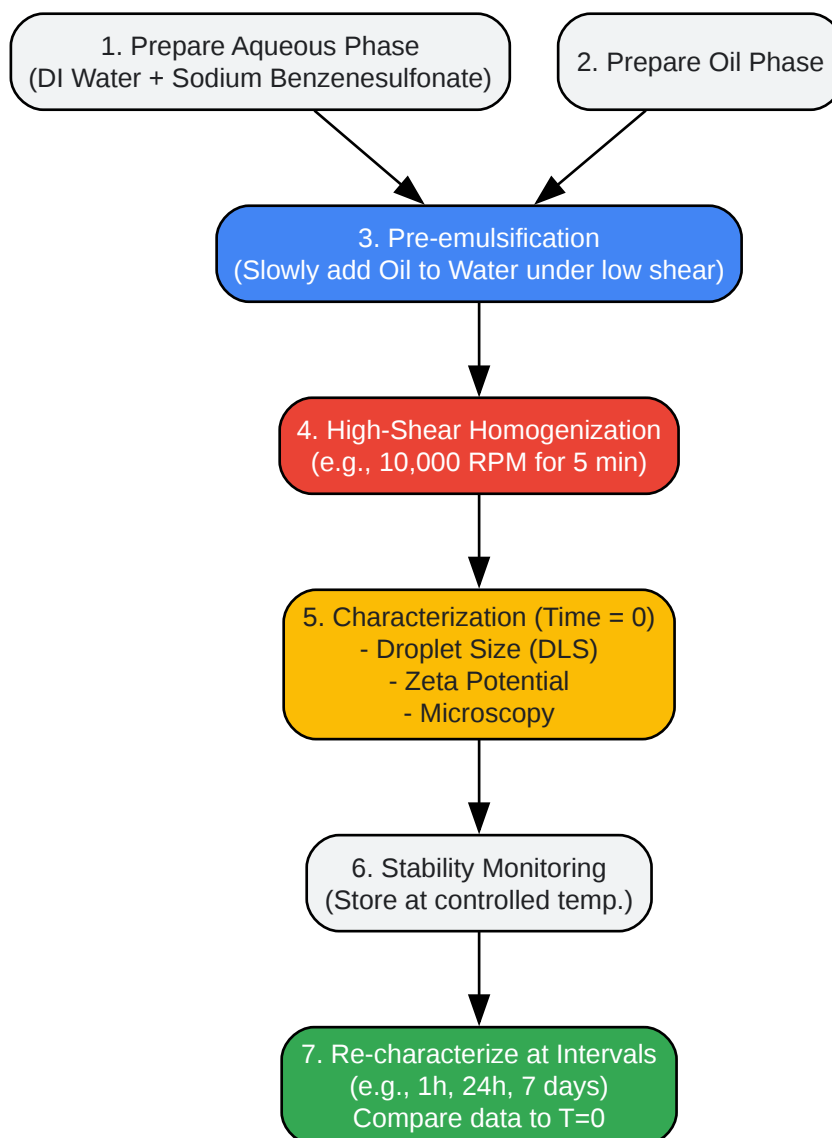 1. Prepare Aqueous Phase
(DI Water + Sodium Benzenesulfonate)
2. Prepare Oil Phase
3. Pre-emulsification
(Slowly add Oil to Water under low shear)
4. High-Shear Homogenization
(e.g., 10,000 RPM for 5 min)
5. Characterization (Time = 0)
- Droplet Size (DLS)
- Zeta Potential
- Microscopy
6. Stability Monitoring
(Store at controlled temp.)
7. Re-characterize at Intervals
(e.g., 1h, 24h, 7 days)
Compare data to T=0